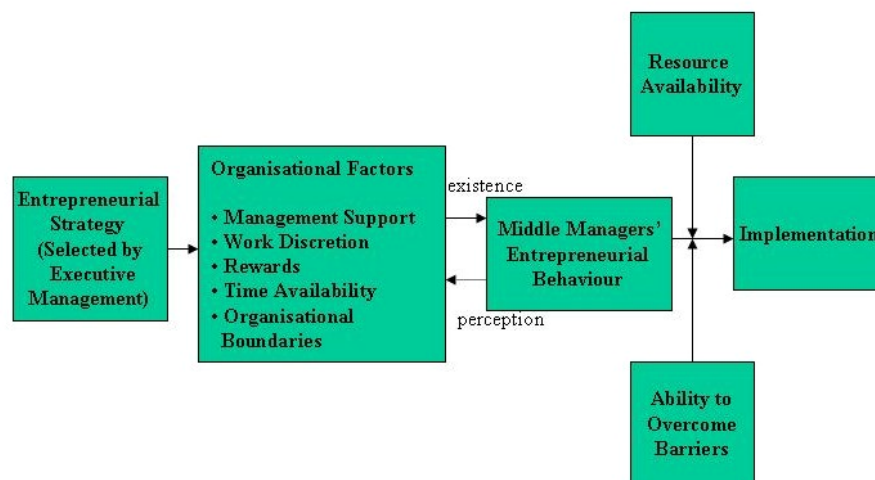 Resource
Availability
Entrepreneurial
Strategy
(Selected by
Executive
Management)
Organisational Factors
• Management Support
• Work Discretion
• Rewards
• Time Availability
• Organisational
Boundaries
existence
perception
Middle Managers’
Entrepreneurial
Behaviour
Implementation
Ability to
Overcome
Barriers